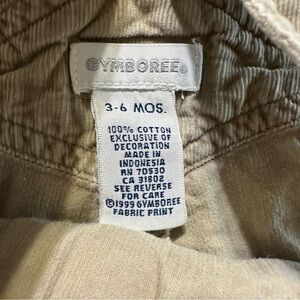 GYMBOREE®
3-6 MOS.
100% COTTON
EXCLUSIVE OF
DECORATION
MADE IN
INDONESIA
RN 70530
CA 31802
SEE REVERSE
FOR CARE
©1999 GYMBOREE
FABRIC PRINT